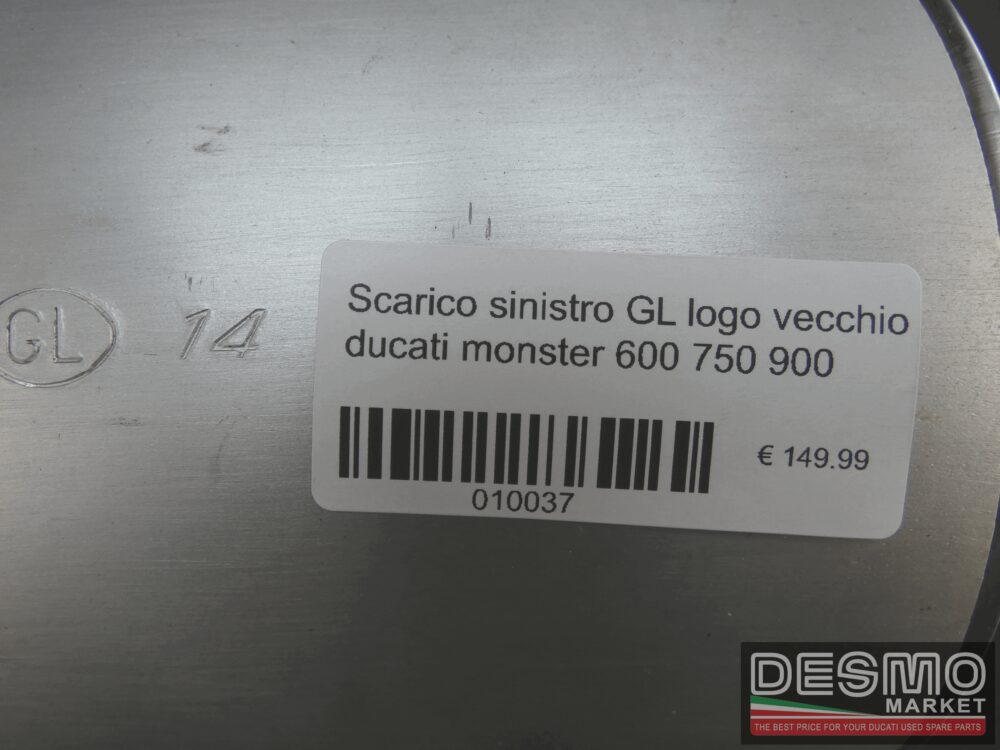 GL 14
Scarico sinistro GL logo vecchio
ducati monster 600 750 900
€ 149.99
010037
DESMO
MARKET
THE BEST PRICE FOR YOUR DUCATI USED SPARE PARTS